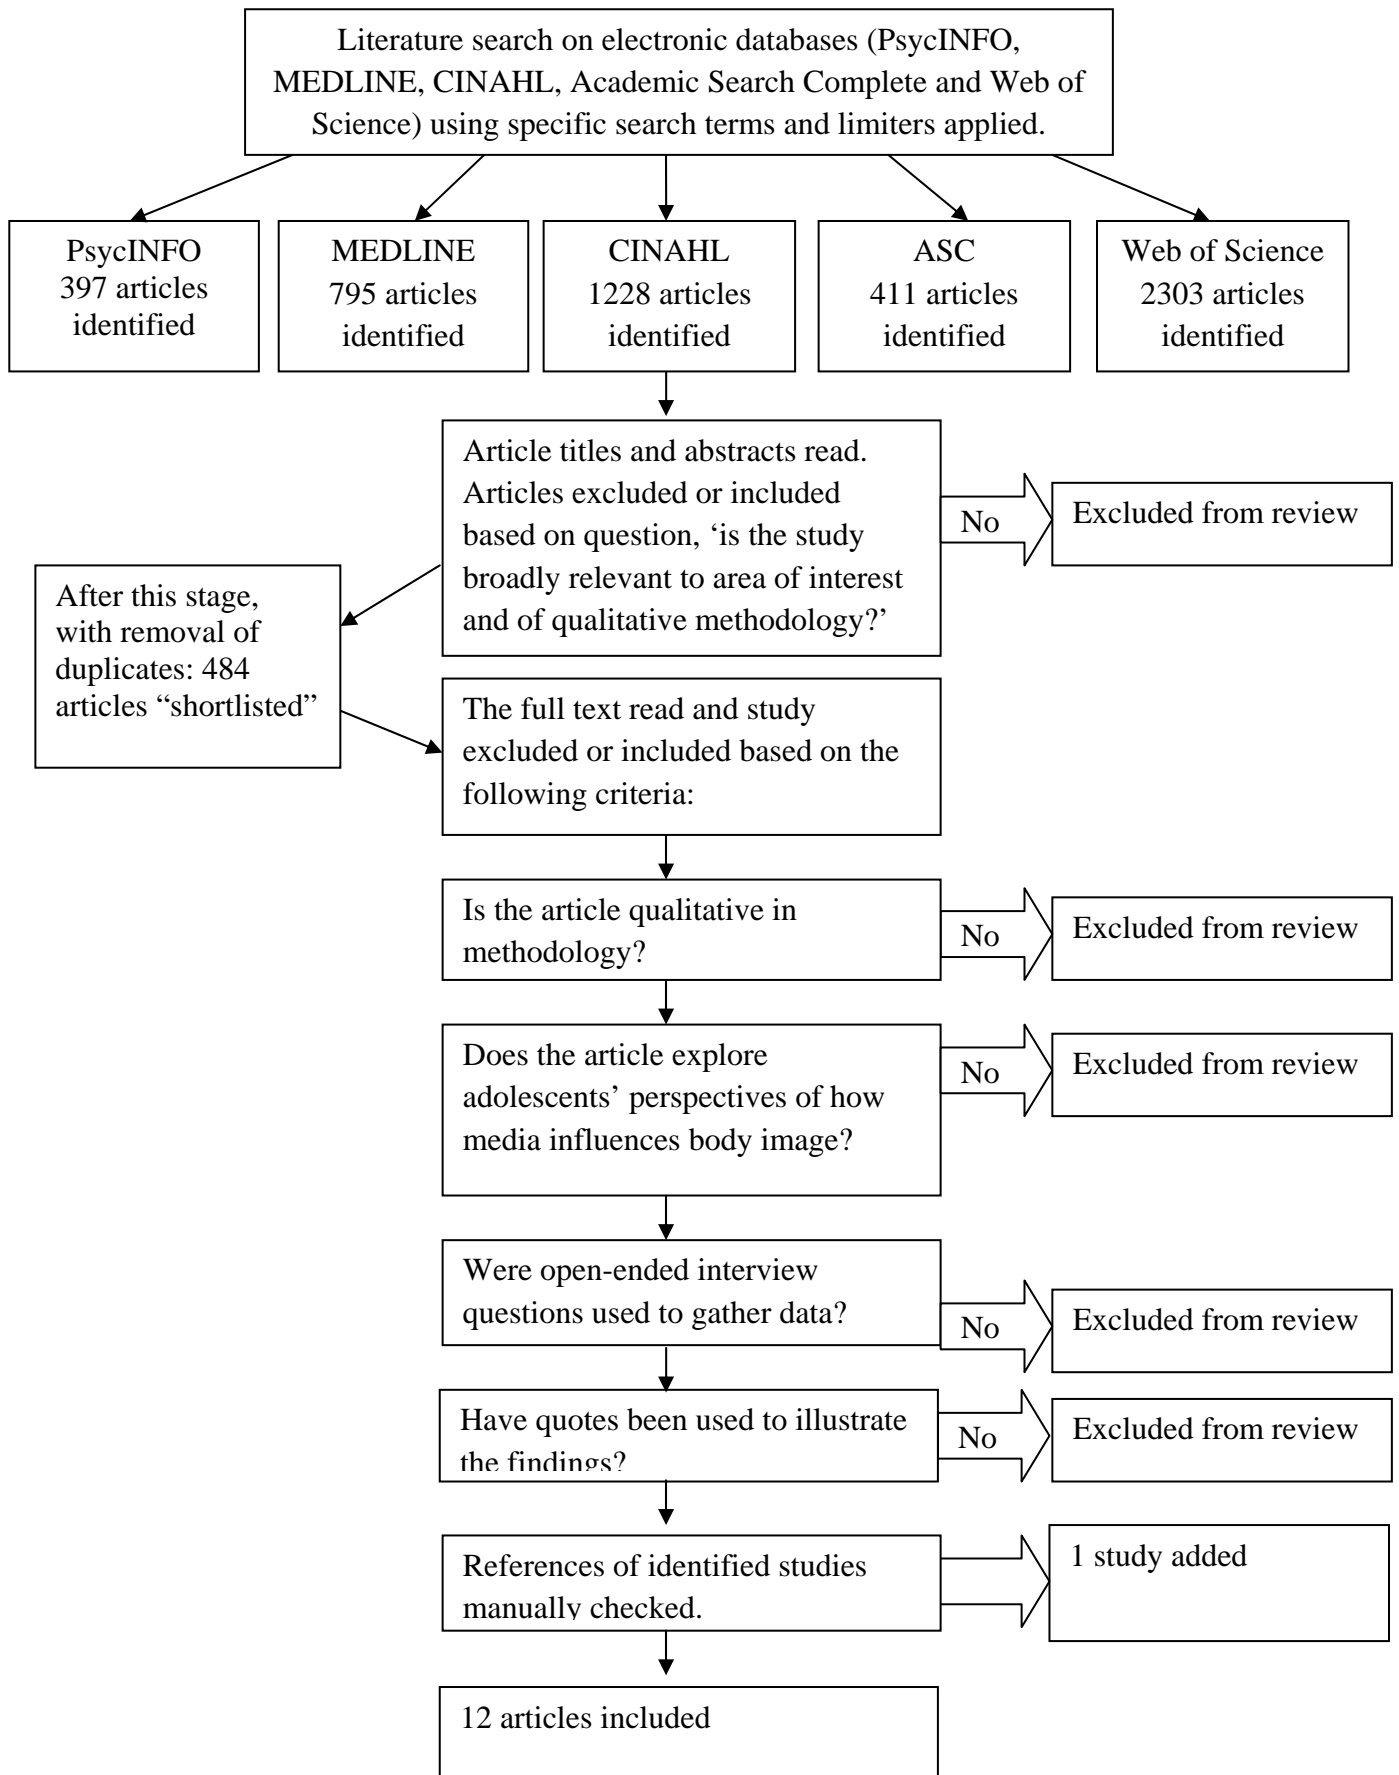 Literature search on electronic databases (PsycINFO,
MEDLINE, CINAHL, Academic Search Complete and Web of
Science) using specific search terms and limiters applied.
PsycINFO
397 articles
identified
MEDLINE
795 articles
identified
CINAHL
1228 articles
identified
ASC
411 articles
identified
Web of Science
2303 articles
identified
Article titles and abstracts read.
Articles excluded or included
based on question, ‘is the study
broadly relevant to area of interest
and of qualitative methodology?’
No
Excluded from review
After this stage,
with removal of
duplicates: 484
articles “shortlisted”
The full text read and study
excluded or included based on the
following criteria:
Is the article qualitative in
methodology?
No
Excluded from review
Does the article explore
adolescents’ perspectives of how
media influences body image?
No
Excluded from review
Were open-ended interview
questions used to gather data?
No
Excluded from review
Have quotes been used to illustrate
the findings?
No
Excluded from review
References of identified studies
manually checked.
1 study added
12 articles included